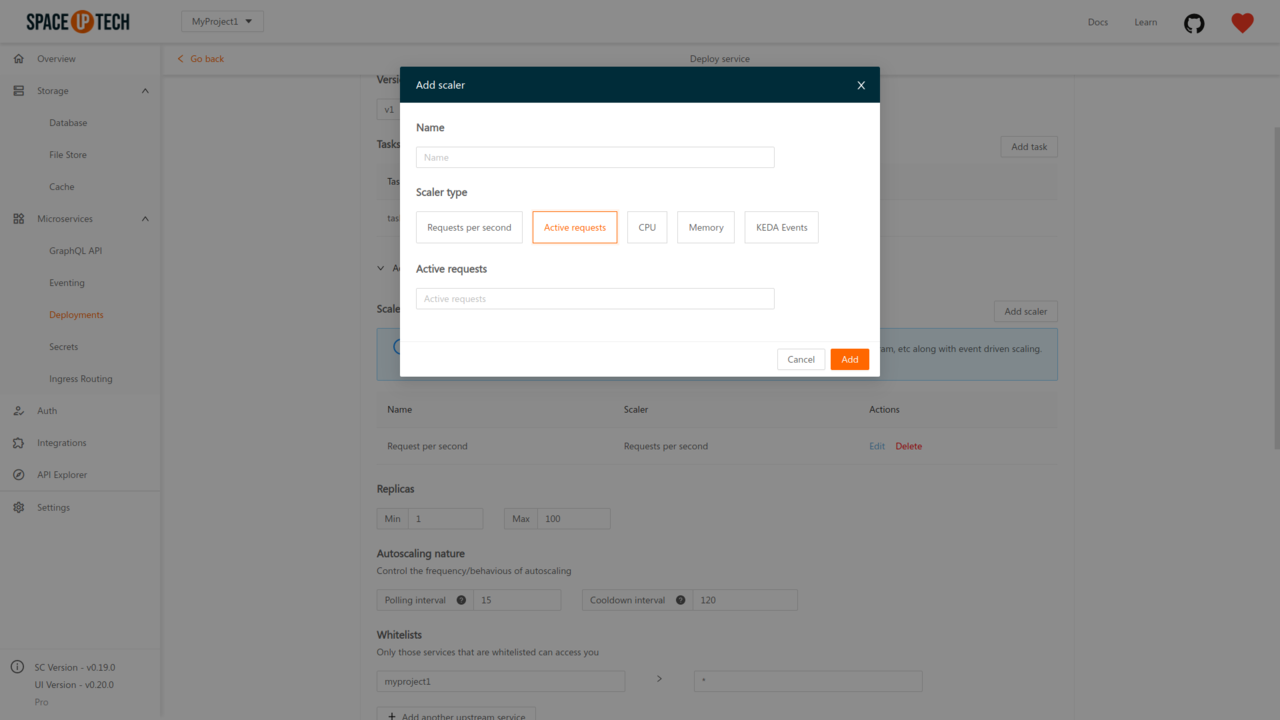 SPACE UP TECH
MyProject1
Docs
Learn
Overview
Go back
Deploy service
Storage
Database
File Store
Cache
Microservices
GraphQL API
Eventing
Deployments
Secrets
Ingress Routing
Auth
Integrations
API Explorer
Settings
SC Version - v0.19.0
UI Version - v0.20.0
Pro
v1
Tasks
Add task
Add scaler
X
Name
Name
Scaler type
Requests per second
Active requests
CPU
Memory
KEDA Events
Active requests
Active requests
Cancel
Add
Add scaler
etc along with event driven scaling.
Name
Scaler
Actions
Request per second
Requests per second
Edit
Delete
Replicas
Min
1
Max
100
Autoscaling nature
Control the frequency/behavious of autoscaling
Polling interval
15
Cooldown interval
120
Whitelists
Only those services that are whitelisted can access you
myproject1
>
*
+ Add another upstream service